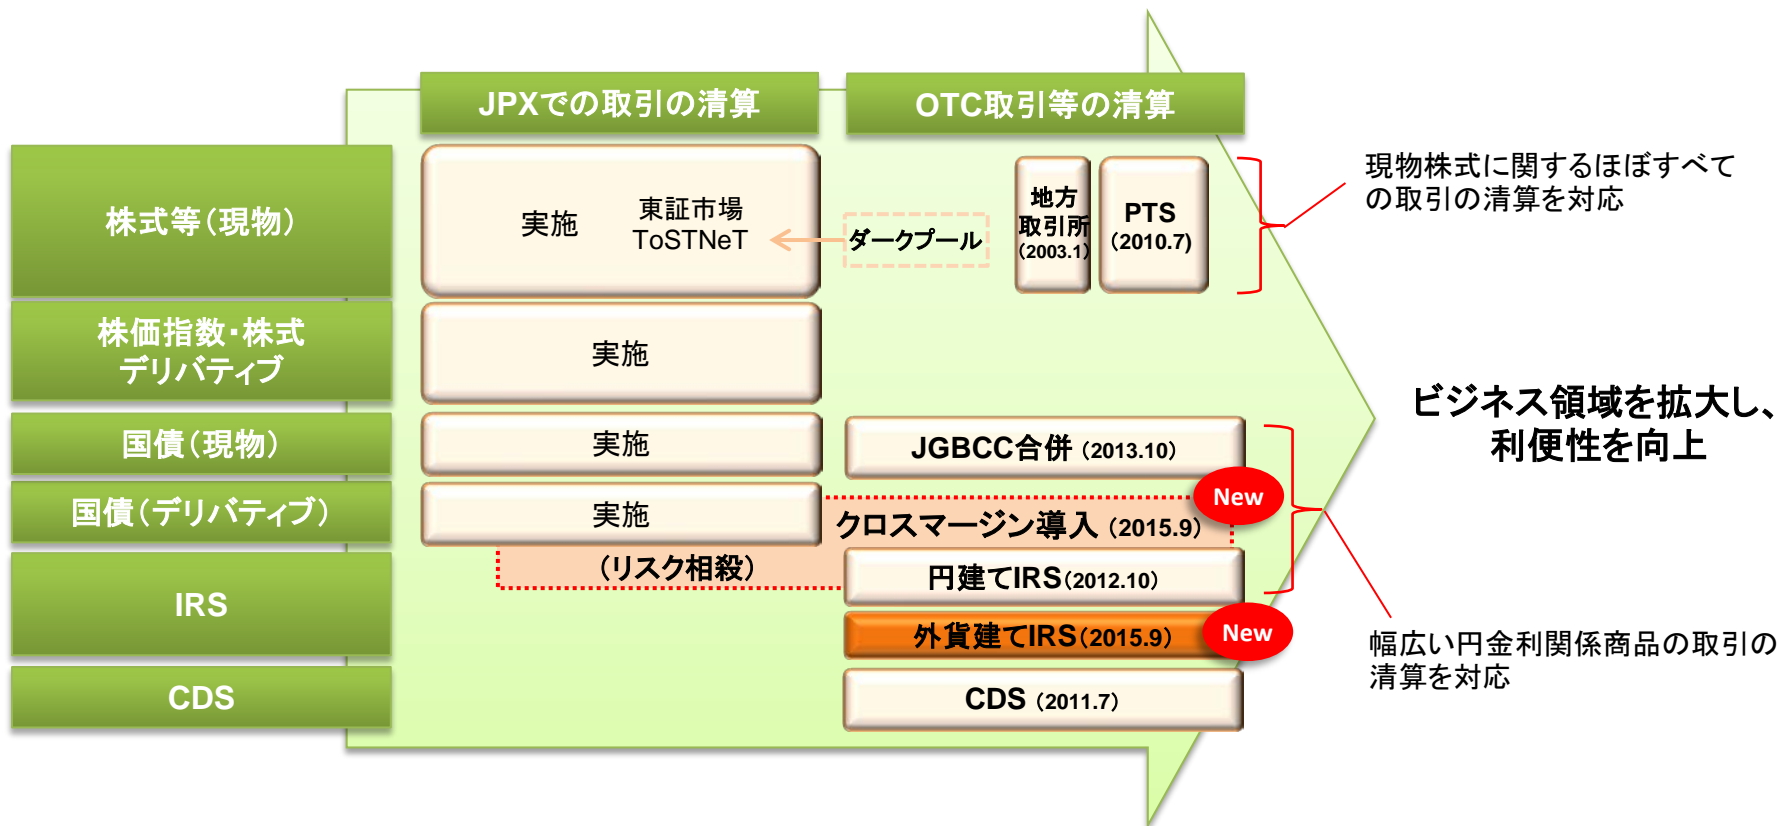 JPXでの取引の清算
OTC取引等の清算
株式等（現物）
実施
東証市場
ToSTNeT
ダークプール
地方
取引所
（2003.1）
PTS
（2010.7）
現物株式に関するほぼすべて
の取引の清算を対応
株価指数・株式
デリバティブ
実施
ビジネス領域を拡大し、
利便性を向上
国債（現物）
実施
JGBCC合併（2013.10）
国債（デリバティブ）
実施
クロスマージン導入（2015.9）
New
（リスク相殺）
IRS
円建てIRS（2012.10）
外貨建てIRS（2015.9）
New
幅広い円金利関係商品の取引の
清算を対応
CDS
CDS（2011.7）